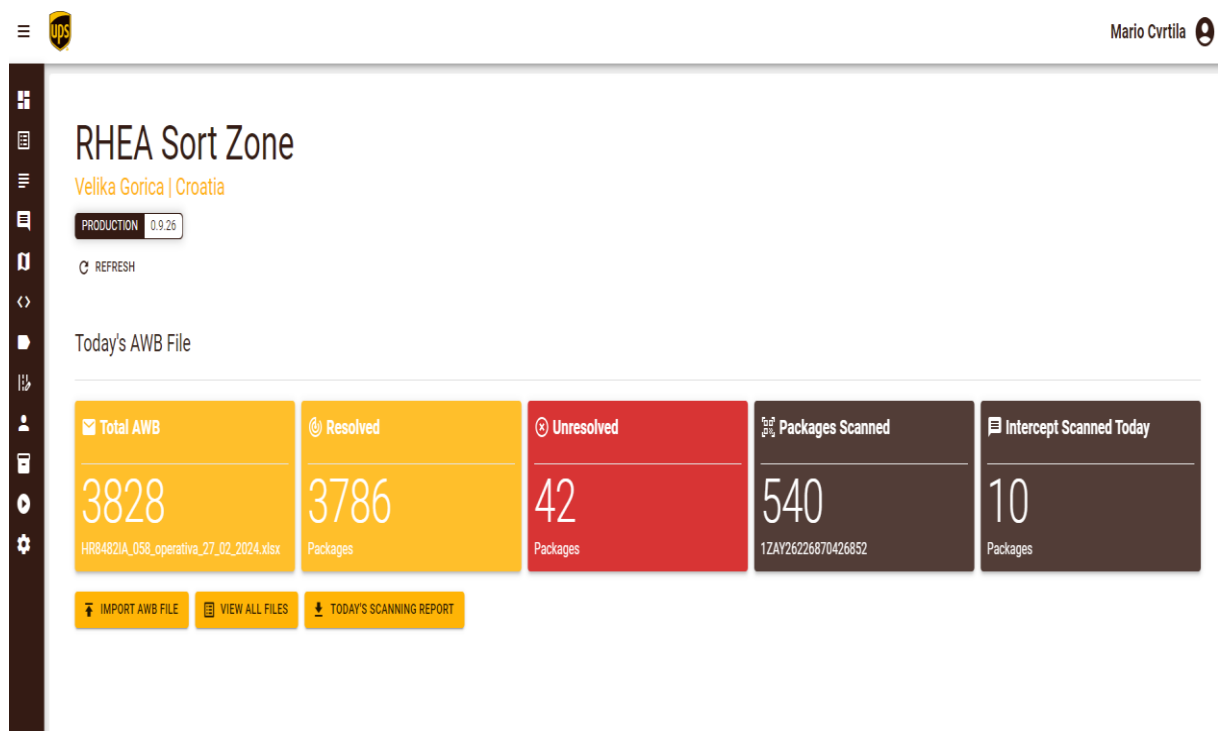 ups
Mario Cvrtila
RHEA Sort Zone
Velika Gorica | Croatia
PRODUCTION 0.9.26
REFRESH
Today's AWB File
Total AWB
3828
HR8482IA_058_operativa_27_02_2024.xlsx
Resolved
3786
Packages
Unresolved
42
Packages
Packages Scanned
540
1ZAY26226870426852
Intercept Scanned Today
10
Packages
IMPORT AWB FILE
VIEW ALL FILES
TODAY'S SCANNING REPORT